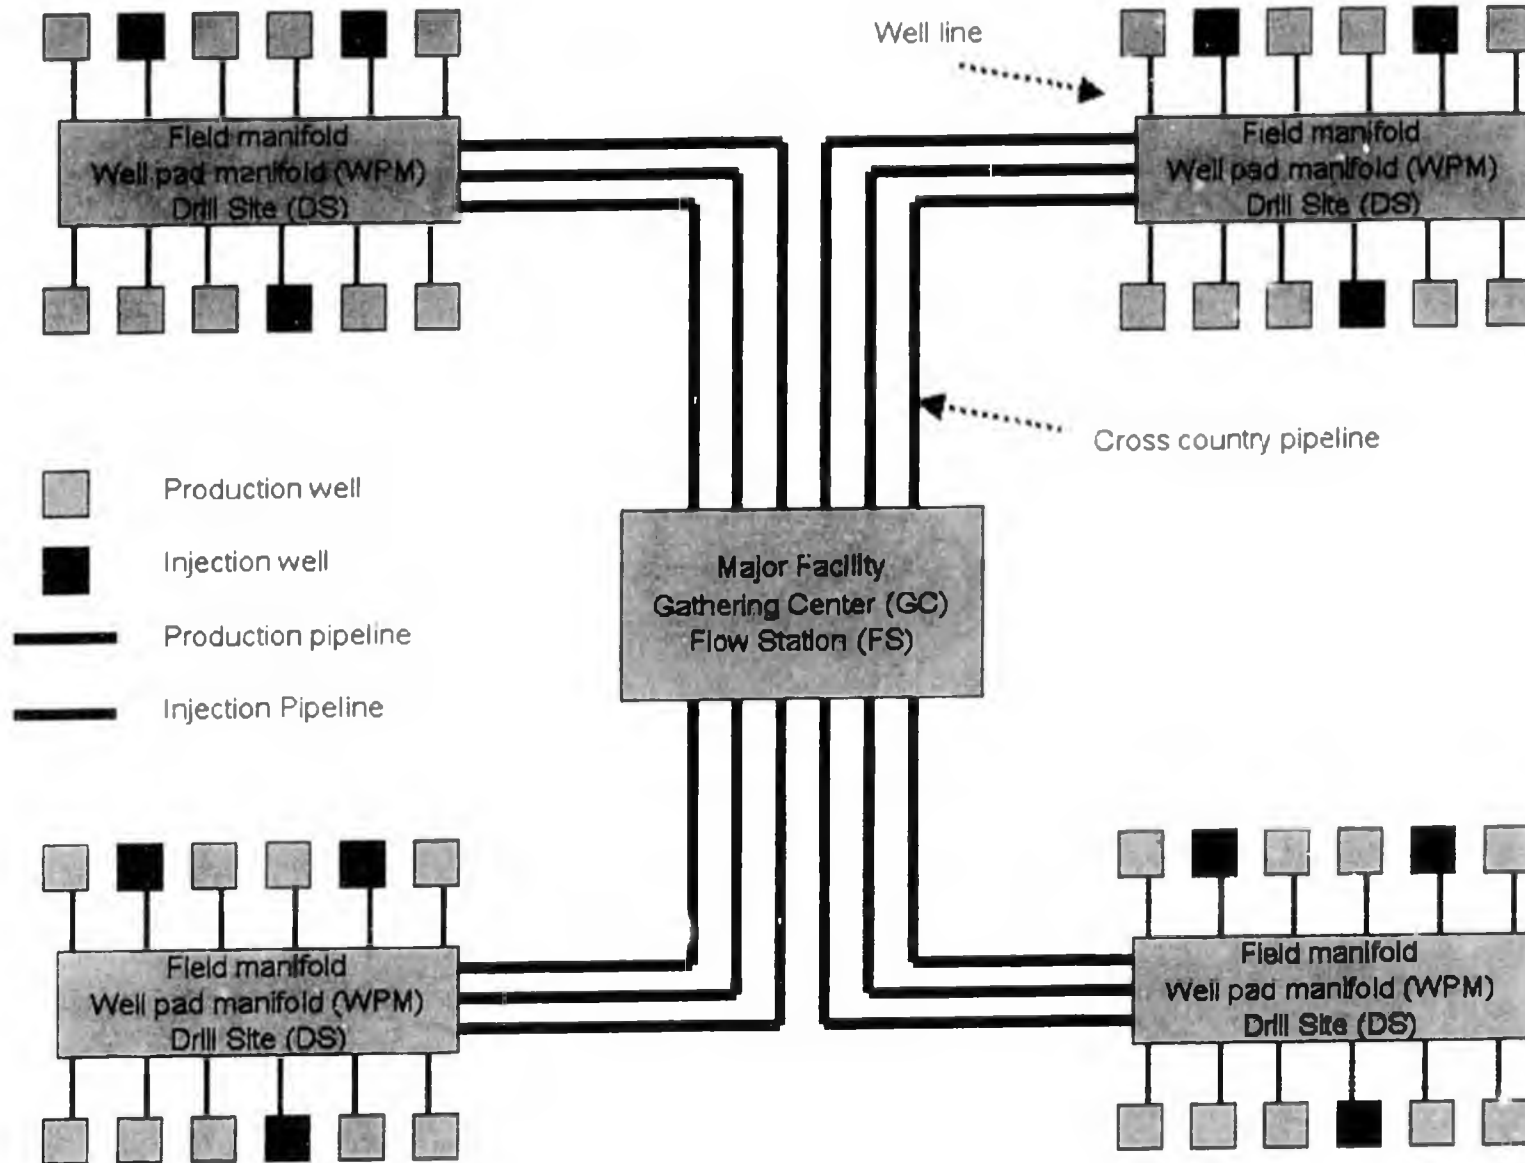 Well line
Field manifold
Well pad manifold (WPM)
Drill Site (DS)
Field manifold
Well pad manifold (WPM)
Drill Site (DS)
Cross country pipeline
Production well
Injection well
Production pipeline
Injection Pipeline
Major Facility
Gathering Center (GC)
Flow Station (FS)
Field manifold
Well pad manifold (WPM)
Drill Site (DS)
Field manifold
Well pad manifold (WPM)
Drill Site (DS)